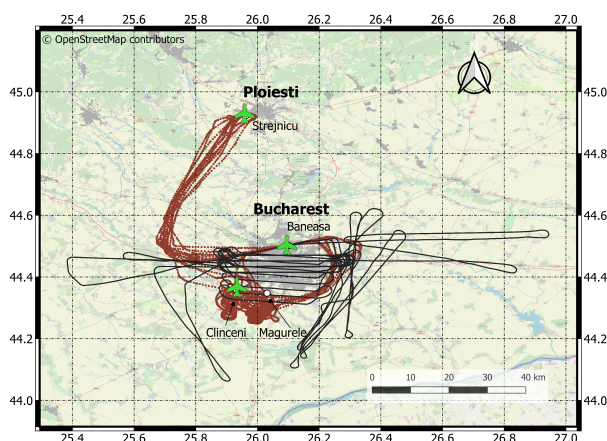 25.4 25.6 25.8 26.0 26.2 26.4 26.6 26.8 27.0
© OpenStreetMap contributors
45.0 45.0
Ploiesti
Strejnicu
44.8 44.8
44.6 44.6
Bucharest
Baneasa
44.4 44.4
Clinceni Magurele
44.2 44.2
0 10 20 30 40 km
44.0 44.0
25.4 25.6 25.8 26.0 26.2 26.4 26.6 26.8 27.0